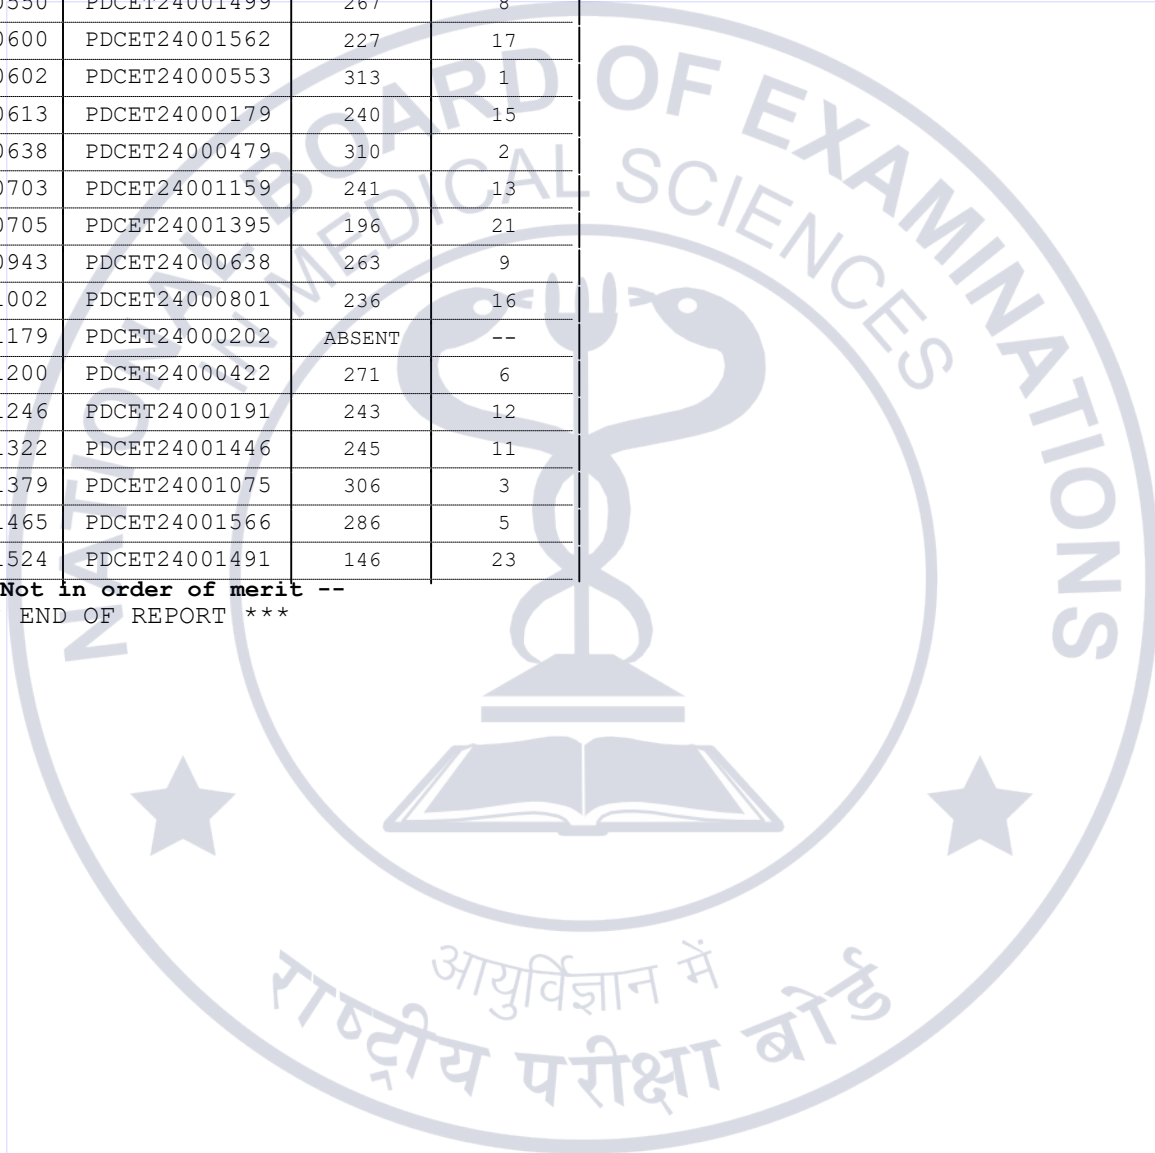 0550 PDCET24001499 267 8
0600 PDCET24001562 227 17
0602 PDCET24000553 313 1
0613 PDCET24000179 240 15
0638 PDCET24000479 310 2
0703 PDCET24001159 241 13
0705 PDCET24001395 196 21
0943 PDCET24000638 263 9
1002 PDCET24000801 236 16
1179 PDCET24000202 ABSENT --
1200 PDCET24000422 271 6
1246 PDCET24000191 243 12
1322 PDCET24001446 245 11
1379 PDCET24001075 306 3
1465 PDCET24001566 286 5
1524 PDCET24001491 146 23
Not in order of merit --
END OF REPORT ***
NATIONAL BOARD OF EXAMINATIONS
IN MEDICAL SCIENCES
आयुर्विज्ञान में
राष्ट्रीय परीक्षा बोर्ड